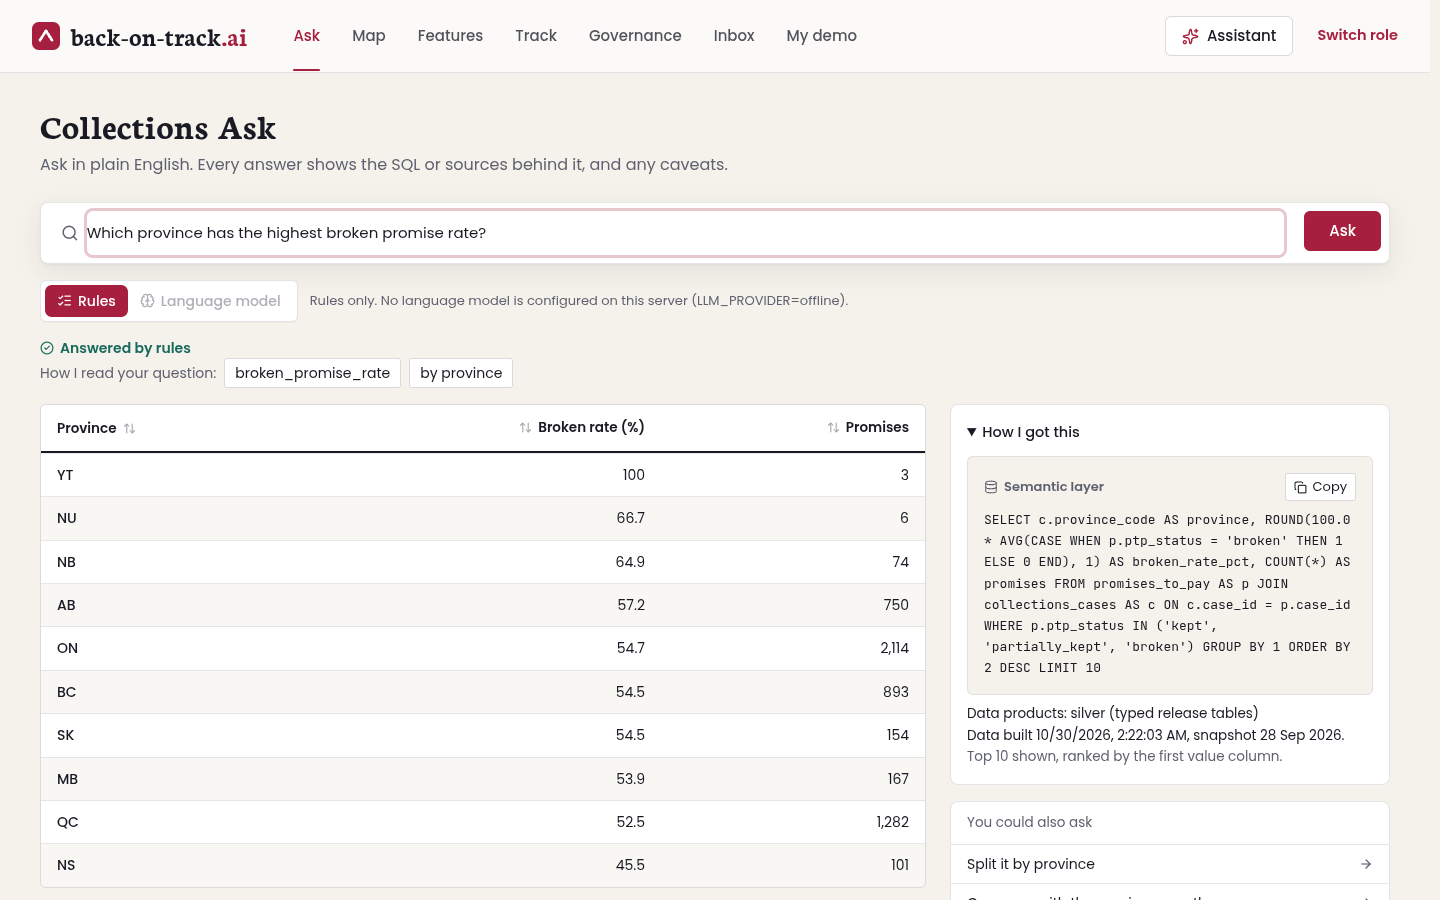 back-on-track.ai
Ask
Map
Features
Track
Governance
Inbox
My demo
Assistant
Switch role
Collections Ask
Ask in plain English. Every answer shows the SQL or sources behind it, and any caveats.
Which province has the highest broken promise rate?
Ask
Rules
Language model
Rules only. No language model is configured on this server (LLM_PROVIDER=offline).
Answered by rules
How I read your question: broken_promise_rate by province
Province Broken rate (%) Promises
YT 100 3
NU 66.7 6
NB 64.9 74
AB 57.2 750
ON 54.7 2,114
BC 54.5 893
SK 54.5 154
MB 53.9 167
QC 52.5 1,282
NS 45.5 101
How I got this
Semantic layer
Copy
SELECT c.province_code AS province, ROUND(100.0
* AVG(CASE WHEN p.ptp_status = 'broken' THEN 1
ELSE 0 END), 1) AS broken_rate_pct, COUNT(*) AS
promises FROM promises_to_pay AS p JOIN
collections_cases AS c ON c.case_id = p.case_id
WHERE p.ptp_status IN ('kept',
'partially_kept', 'broken') GROUP BY 1 ORDER BY
2 DESC LIMIT 10
Data products: silver (typed release tables)
Data built 10/30/2026, 2:22:03 AM, snapshot 28 Sep 2026.
Top 10 shown, ranked by the first value column.
You could also ask
Split it by province